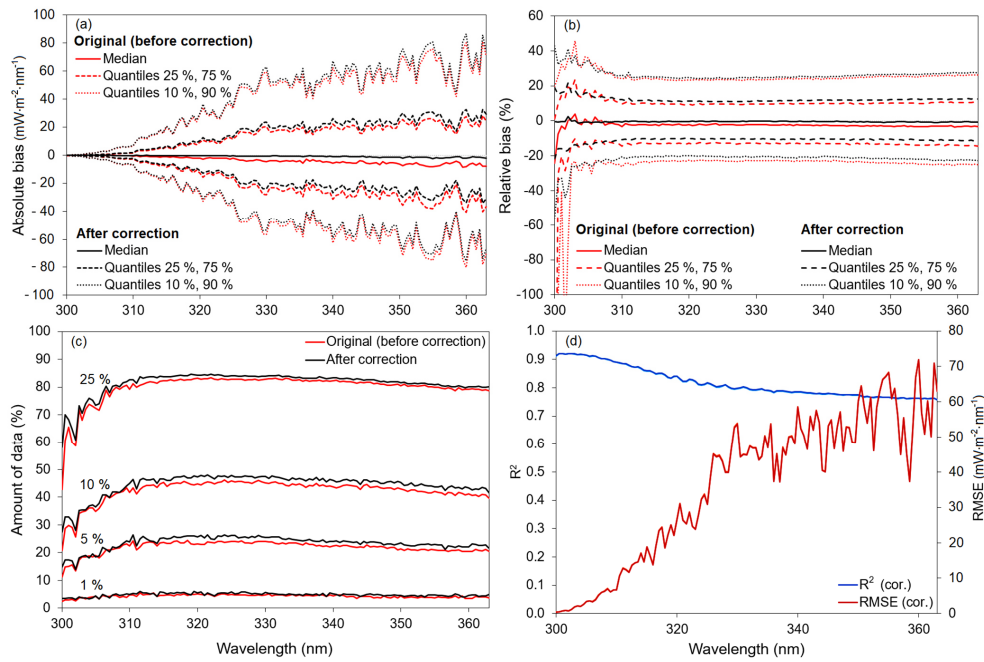 (a)
Original (before correction)
Median
Quantiles 25 %, 75 %
Quantiles 10 %, 90 %
After correction
Median
Quantiles 25 %, 75 %
Quantiles 10 %, 90 %
Absolute bias (mW·m-2·nm-1)
100
80
60
40
20
0
- 20
- 40
- 60
- 80
- 100
300 310 320 330 340 350 360
(b)
Original (before correction)
Median
Quantiles 25 %, 75 %
Quantiles 10 %, 90 %
After correction
Median
Quantiles 25 %, 75 %
Quantiles 10 %, 90 %
Relative bias (%)
60
40
20
0
-20
-40
-60
-80
-100
300 310 320 330 340 350 360
(c)
Original (before correction)
After correction
25 %
10 %
5 %
1 %
Amount of data (%)
100
90
80
70
60
50
40
30
20
10
0
300 310 320 330 340 350 360
Wavelength (nm)
(d)
R2 (cor.)
RMSE (cor.)
R2
1.0
0.9
0.8
0.7
0.6
0.5
0.4
0.3
0.2
0.1
0.0
80
70
60
50
40
30
20
10
0
RMSE (mW·m-2·nm-1)
300 320 340 360
Wavelength (nm)